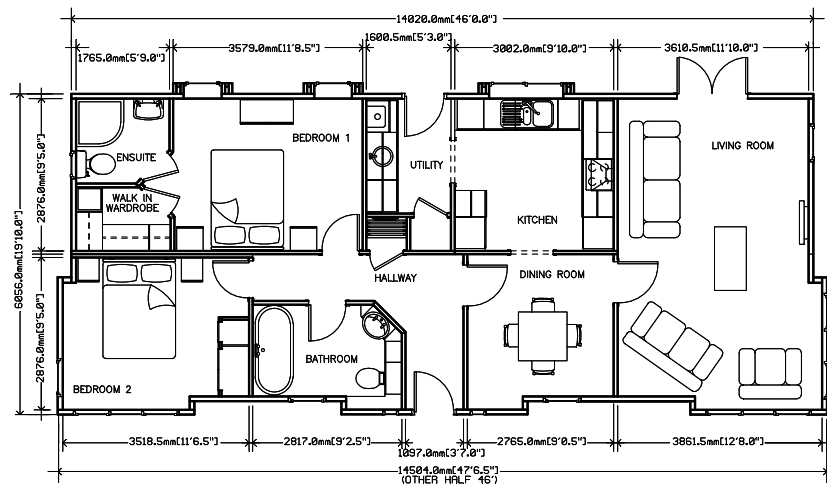 14020.0mm[46'0.0"]
1600.5mm[5'3.0"]
1765.0mm[5'9.0"]
3579.0mm[11'8.5"]
3002.0mm[9'10.0"]
3610.5mm[11'10.0"]
BEDROOM 1
LIVING ROOM
ENSUITE
UTILITY
WALK IN
WARDROBE
KITCHEN
2876.0mm[9'5.0"]
6056.0mm[19'10.0"]
HALLWAY
DINING ROOM
2876.0mm[9'5.0"]
BATHROOM
BEDROOM 2
3518.5mm[11'6.5"]
2817.0mm[9'2.5"]
1097.0mm[3'7.0"]
2765.0mm[9'0.5"]
3861.5mm[12'8.0"]
14504.0mm[47'6.5"]
(OTHER HALF 46')